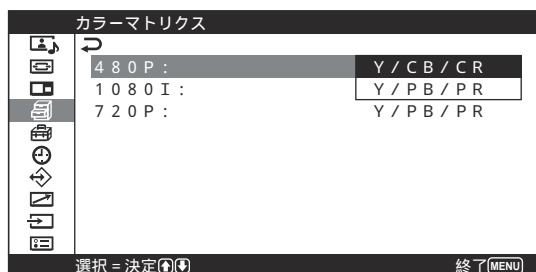 カラーマトリクス
480P: Y/CB/CR
1080I: Y/PB/PR
720P: Y/PB/PR
選択=決定 終了 MENU